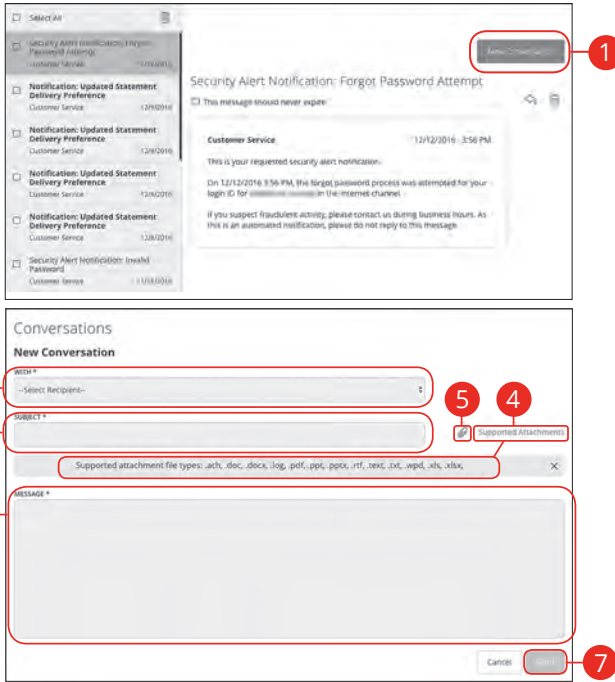 Select All
Security Alert Notification: Forgot
Password Attempt
Customer Service 12/12/2016
Notification: Updated Statement
Delivery Preference
Customer Service 12/9/2016
Notification: Updated Statement
Delivery Preference
Customer Service 12/8/2016
Notification: Updated Statement
Delivery Preference
Customer Service 12/8/2016
Notification: Updated Statement
Delivery Preference
Customer Service 12/8/2016
Security Alert Notification: Invalid
Password
Customer Service
New Conversation
1
Security Alert Notification: Forgot Password Attempt
This message should never expire
Customer Service 12/12/2016 3:56 PM
This is your requested security alert notification.
On 12/12/2016 3:56 PM, the forgot password process was attempted for your
login ID for in the Internet channel.
If you suspect fraudulent activity, please contact us during business hours. As
this is an automated notification, please do not reply to this message.
Conversations
New Conversation
WITH *
--Select Recipient--
SUBJECT *
5
4
Supported Attachments
Supported attachment file types: .ach, .doc, .docx, .log, .pdf, .ppt, .pptx, .rtf, .text, .txt, .wpd, .xls, .xlsx,
MESSAGE *
Cancel
Send
7